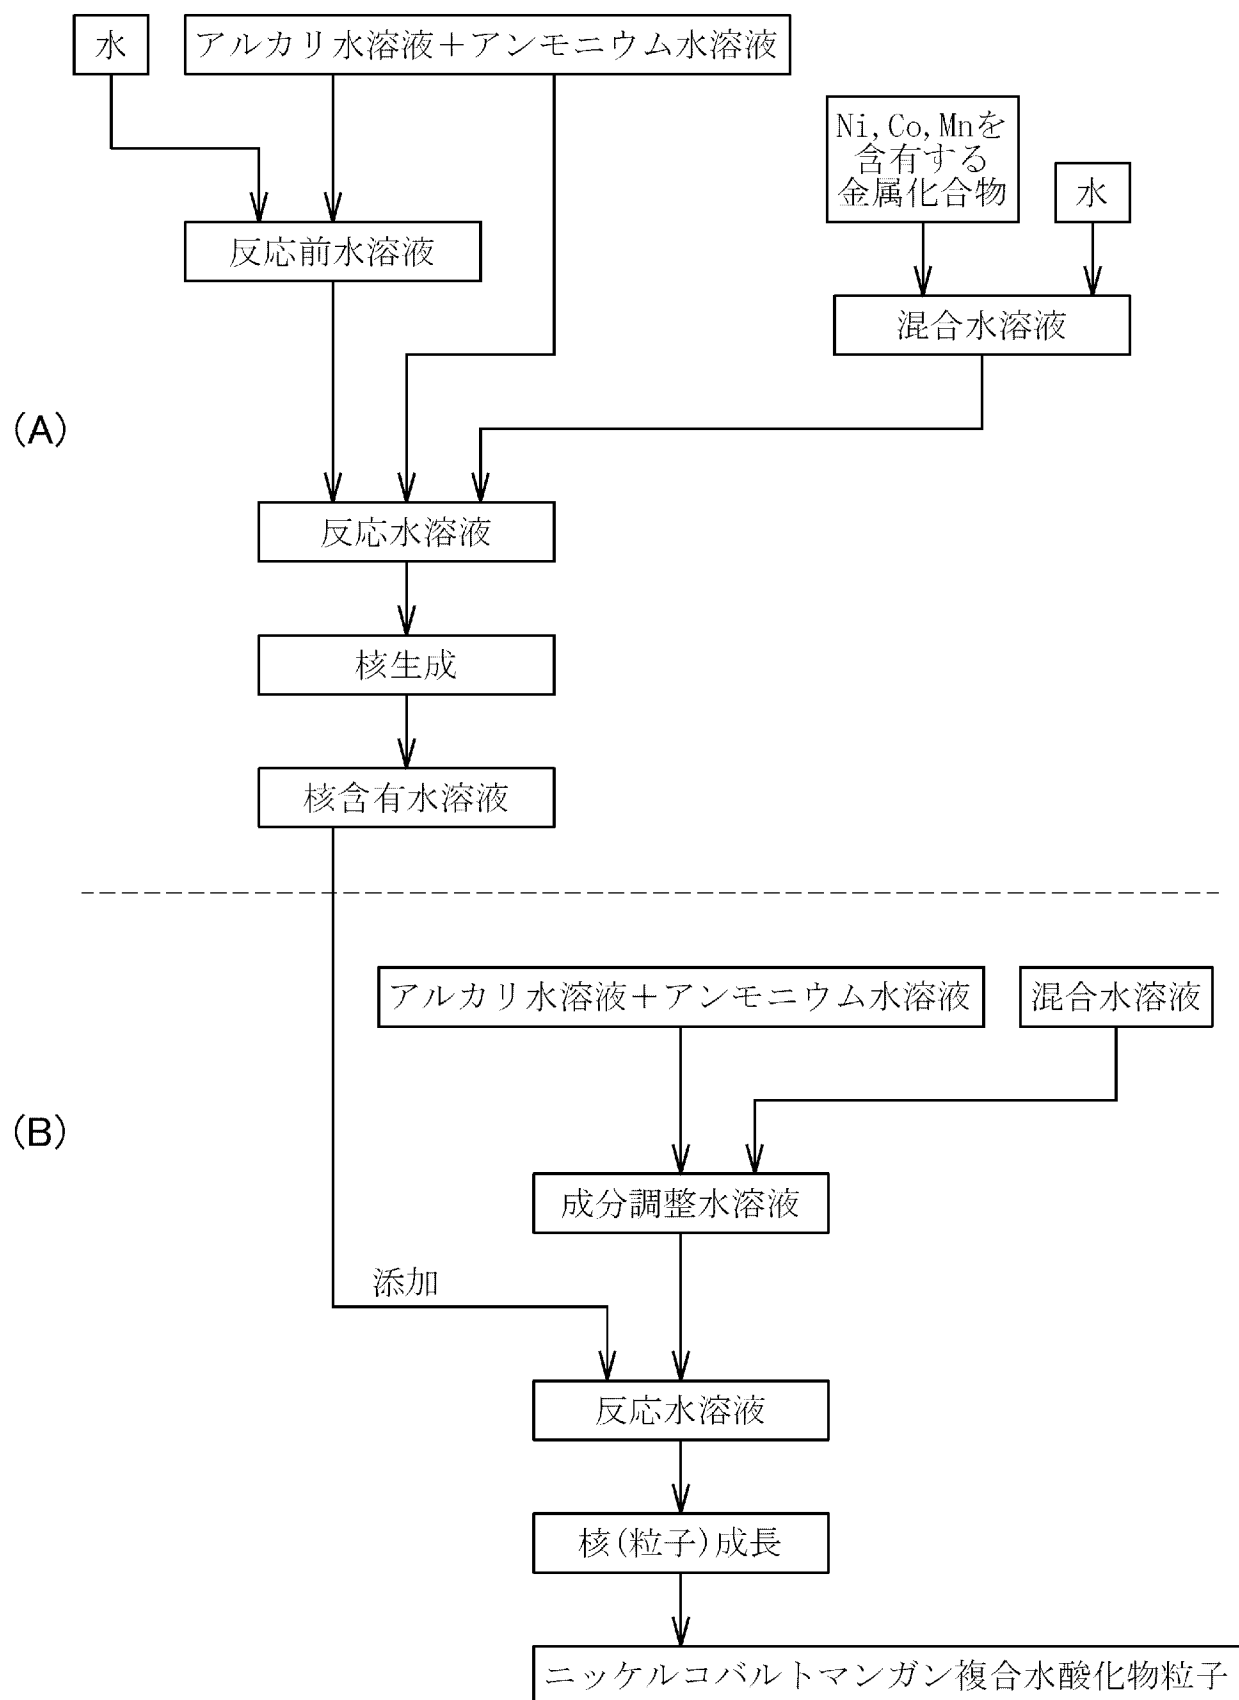 水
アルカリ水溶液＋アンモニウム水溶液
Ni,Co,Mnを
含有する
金属化合物
水
反応前水溶液
混合水溶液
(A)
反応水溶液
核生成
核含有水溶液
アルカリ水溶液＋アンモニウム水溶液
混合水溶液
(B)
成分調整水溶液
添加
反応水溶液
核(粒子)成長
ニッケルコバルトマンガン複合水酸化物粒子